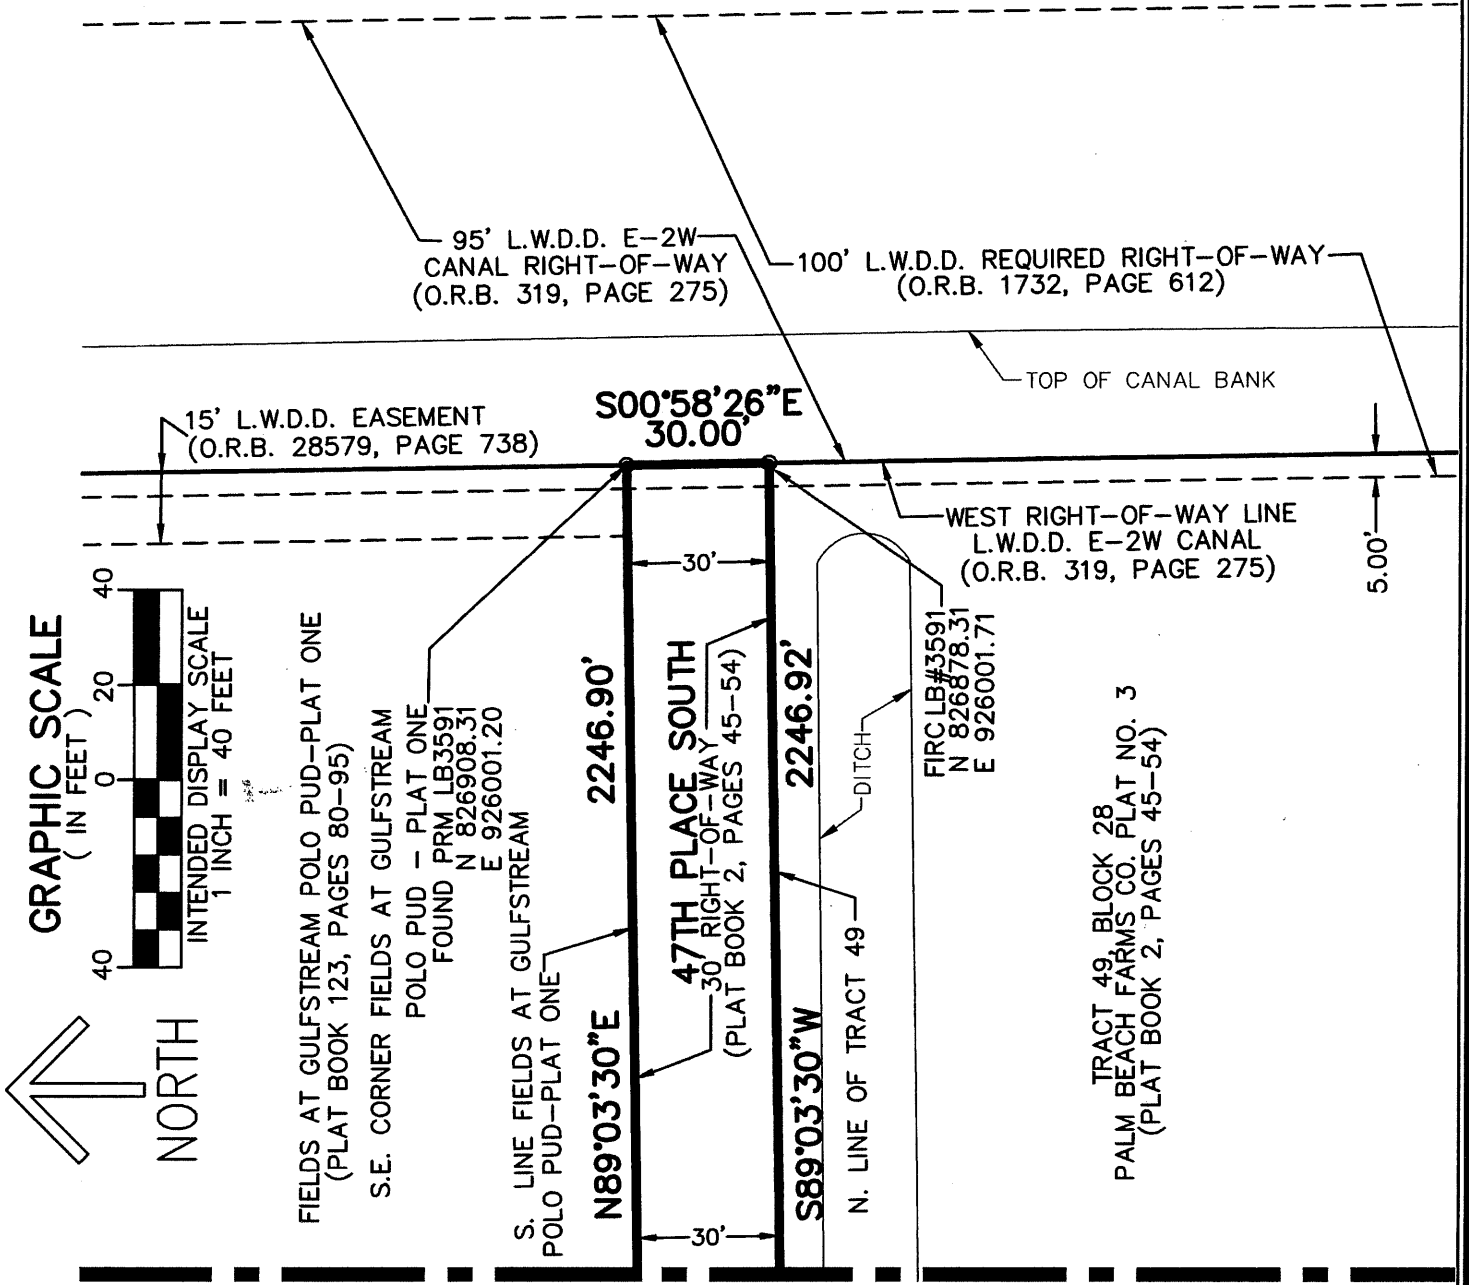 95' L.W.D.D. E-2W
CANAL RIGHT-OF-WAY
(O.R.B. 319, PAGE 275)
100' L.W.D.D. REQUIRED RIGHT-OF-WAY
(O.R.B. 1732, PAGE 612)
TOP OF CANAL BANK
S00°58'26"E
30.00'
15' L.W.D.D. EASEMENT
(O.R.B. 28579, PAGE 738)
WEST RIGHT-OF-WAY LINE
L.W.D.D. E-2W CANAL
(O.R.B. 319, PAGE 275)
5.00'
30'
GRAPHIC SCALE
( IN FEET )
40
20
0
40
INTENDED DISPLAY SCALE
1 INCH = 40 FEET
NORTH
FIELDS AT GULFSTREAM POLO PUD-PLAT ONE
(PLAT BOOK 123, PAGES 80-95)
S.E. CORNER FIELDS AT GULFSTREAM
POLO PUD - PLAT ONE
FOUND PRM LB3591
N 826908.31
E 926001.20
S. LINE FIELDS AT GULFSTREAM
POLO PUD-PLAT ONE
N89°03'30"E
2246.90'
47TH PLACE SOUTH
30' RIGHT-OF-WAY
(PLAT BOOK 2, PAGES 45-54)
S89°03'30"W
2246.92'
N. LINE OF TRACT 49
DITCH
FIRC LB#3591
N 826878.31
E 926001.71
TRACT 49, BLOCK 28
PALM BEACH FARMS CO. PLAT NO. 3
(PLAT BOOK 2, PAGES 45-54)
30'